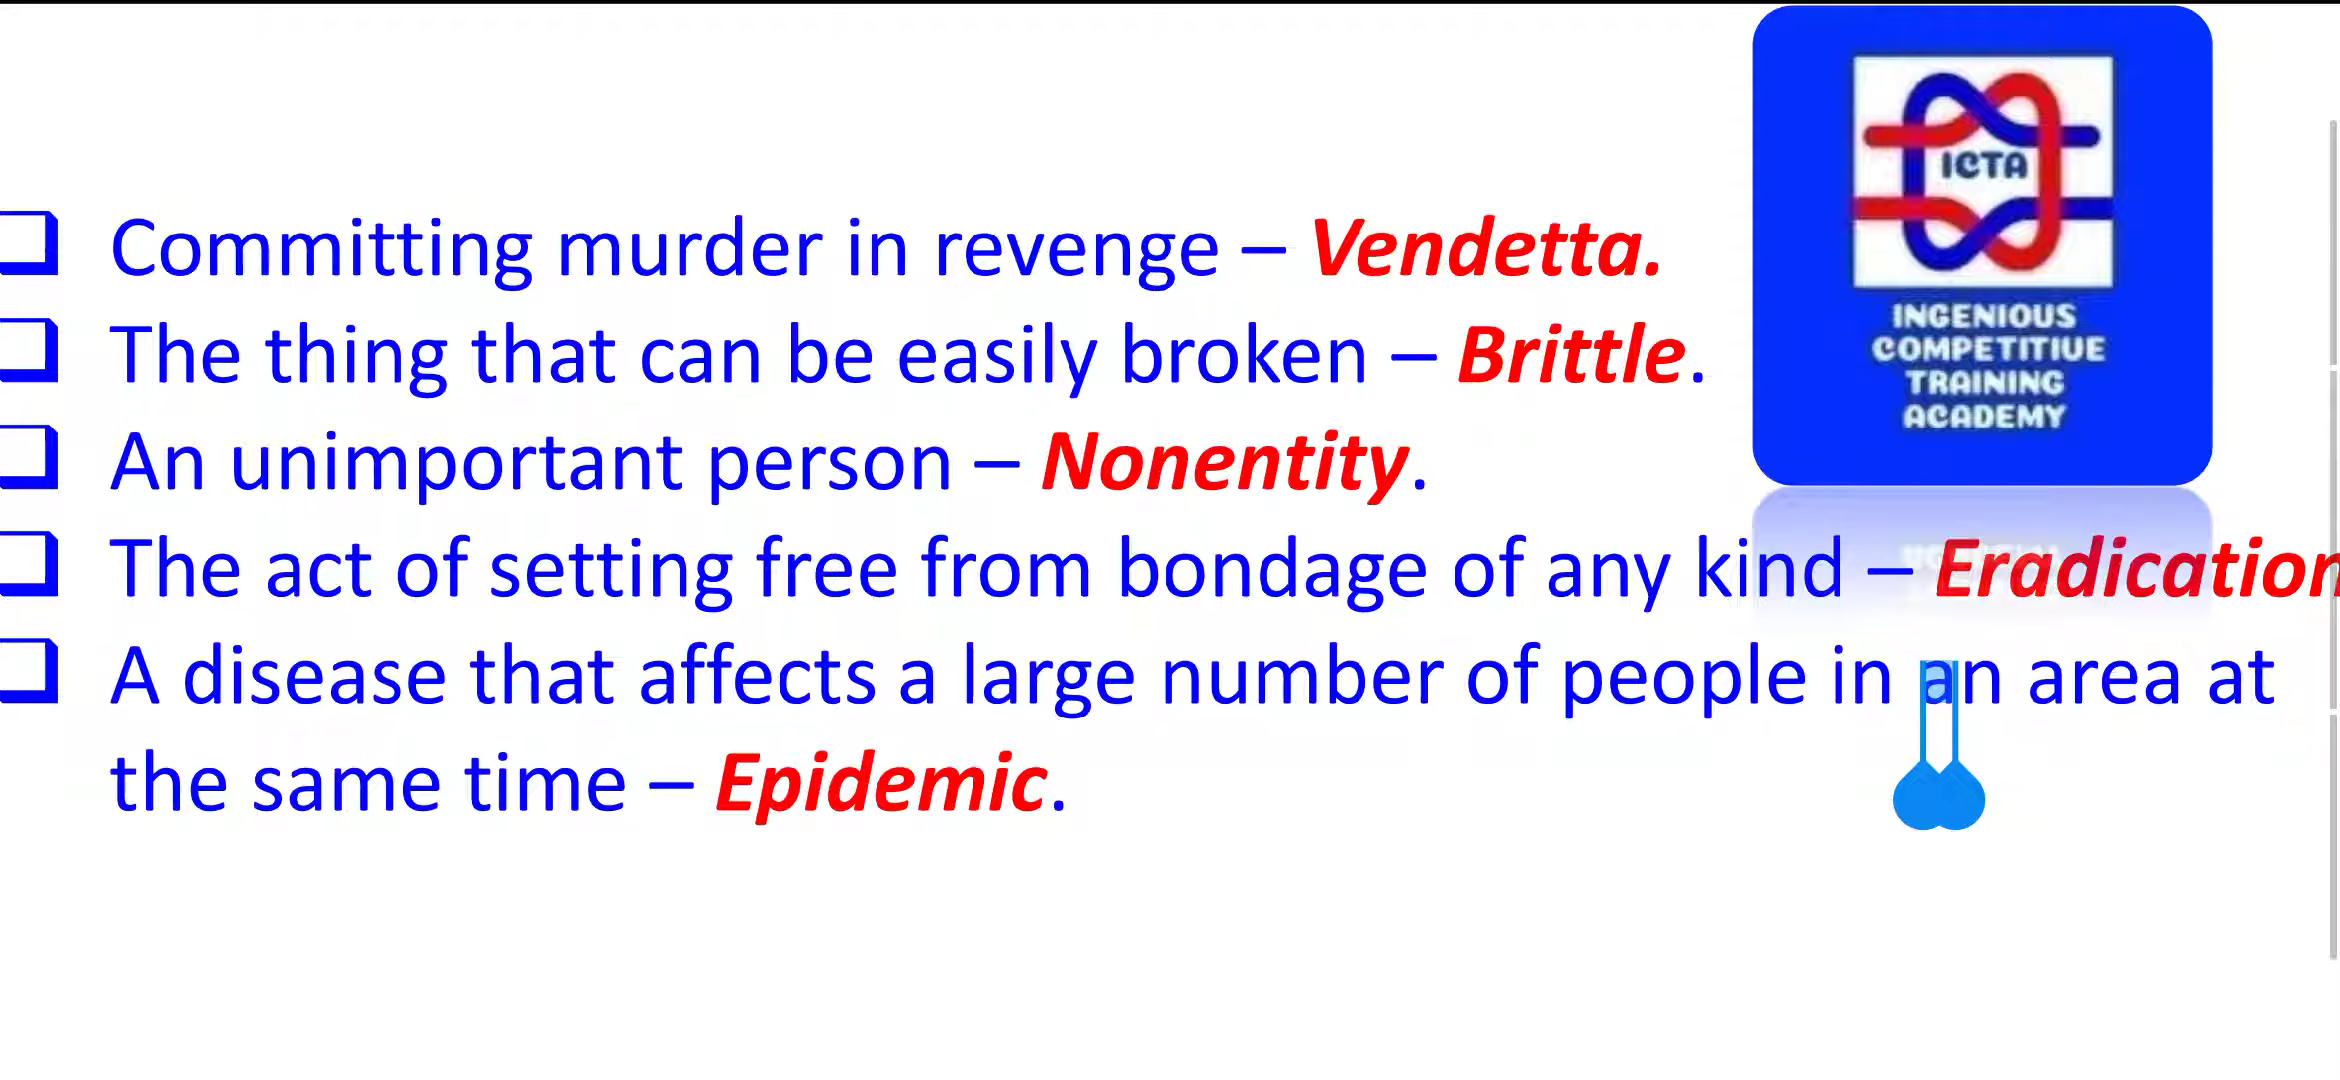 ICTA
INGENIOUS
COMPETITIVE
TRAINING
ACADEMY
Committing murder in revenge – Vendetta.
The thing that can be easily broken – Brittle.
An unimportant person – Nonentity.
The act of setting free from bondage of any kind – Eradication
A disease that affects a large number of people in an area at
the same time – Epidemic.